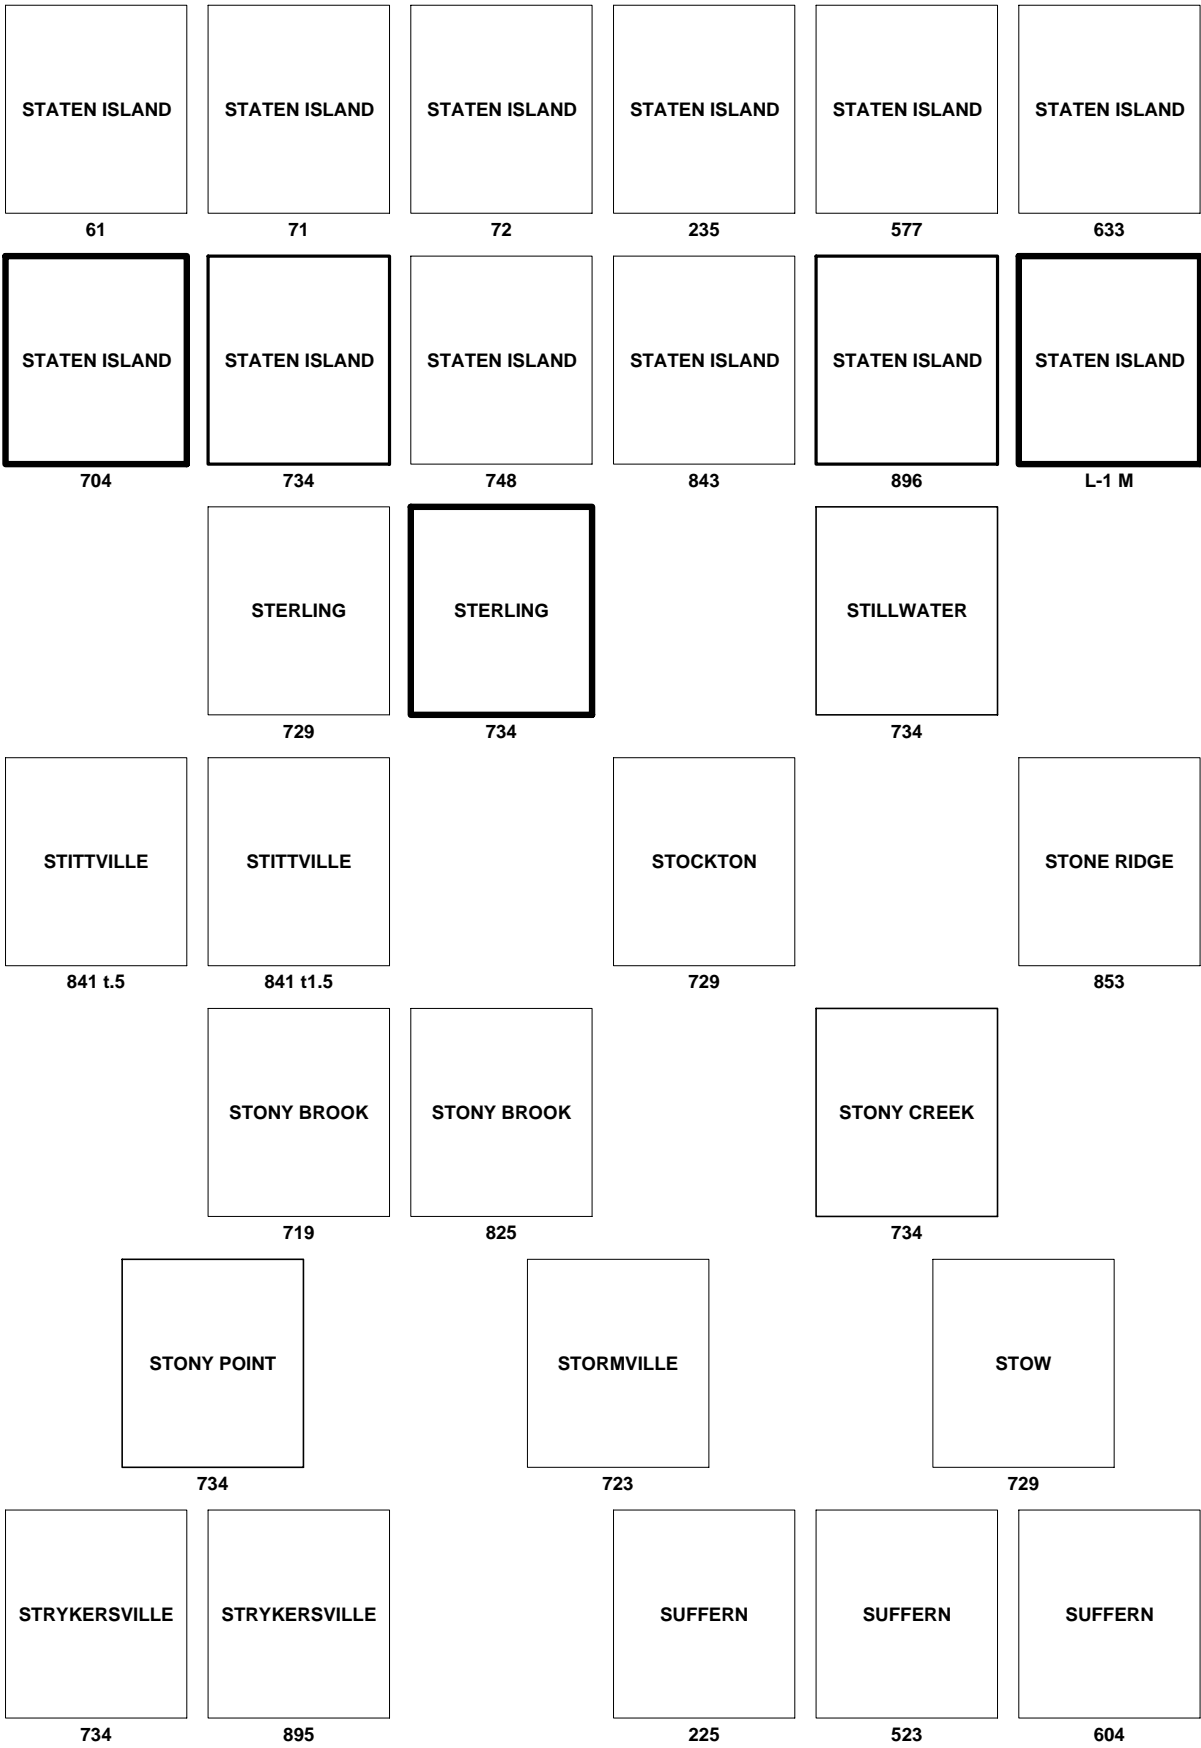 STATEN ISLAND STATEN ISLAND STATEN ISLAND STATEN ISLAND STATEN ISLAND STATEN ISLAND
61 71 72 235 577 633
STATEN ISLAND STATEN ISLAND STATEN ISLAND STATEN ISLAND STATEN ISLAND STATEN ISLAND
704 734 748 843 896 L-1 M
STERLING STERLING STILLWATER
729 734 734
STITTVILLE STITTVILLE STOCKTON STONE RIDGE
841 t.5 841 t1.5 729 853
STONY BROOK STONY BROOK STONY CREEK
719 825 734
STONY POINT STORMVILLE STOW
734 723 729
STRYKERSVILLE STRYKERSVILLE SUFFERN SUFFERN SUFFERN
734 895 225 523 604